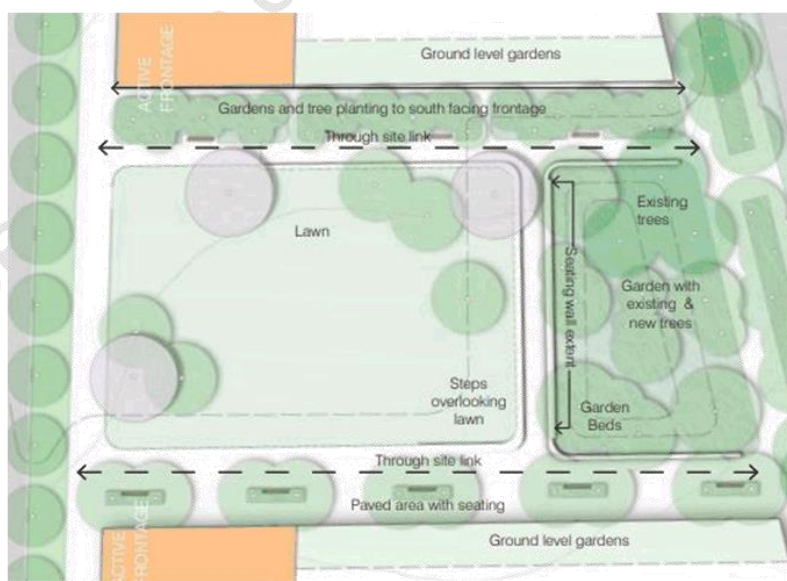 Ground level gardens
ACTIVE
FRONTAGE
Gardens and tree planting to south facing frontage
Through site link
Existing
trees
Lawn
Seating wall extent
Garden with
existing &
new trees
Steps
overlooking
lawn
Garden
Beds
Through site link
Paved area with seating
ACTIVE
FRONTAGE
Ground level gardens